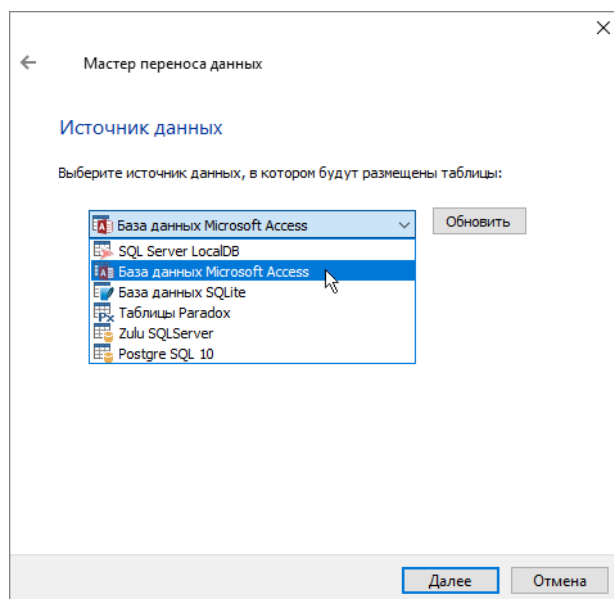 Мастер переноса данных
Источник данных
Выберите источник данных, в котором будут размещены таблицы:
База данных Microsoft Access
Обновить
SQL Server LocalDB
База данных Microsoft Access
База данных SQLite
Таблицы Paradox
Zulu SQLServer
Postgre SQL 10
Далее
Отмена